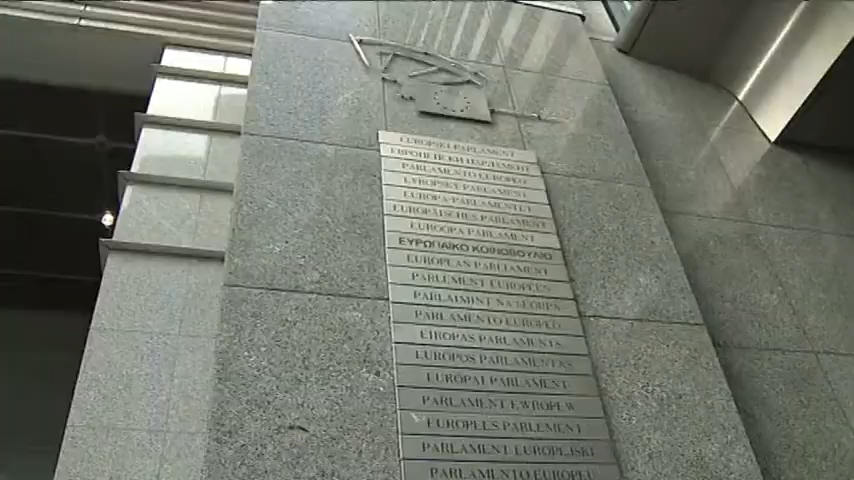 EUROPSKI PARLAMENT
ЕВРОПЕЙСКИ ПАРЛАМЕНТ
PARLAMENTO EUROPEO
EVROPSKÝ PARLAMENT
EUROPA-PARLAMENTET
EUROPÄISCHES PARLAMENT
EUROOPA PARLAMENT
ΕΥΡΩΠΑΪΚΟ ΚΟΙΝΟΒΟΥΛΙΟ
EUROPEAN PARLIAMENT
PARLEMENT EUROPÉEN
PARLAIMINT NA hEORPA
PARLAMENTO EUROPEO
EIROPAS PARLAMENTS
EUROPOS PARLAMENTAS
EURÓPAI PARLAMENT
PARLAMENT EWROPEW
EUROPEES PARLEMENT
PARLAMENT EUROPEJSKI
PARLAMENTO EUROPEU